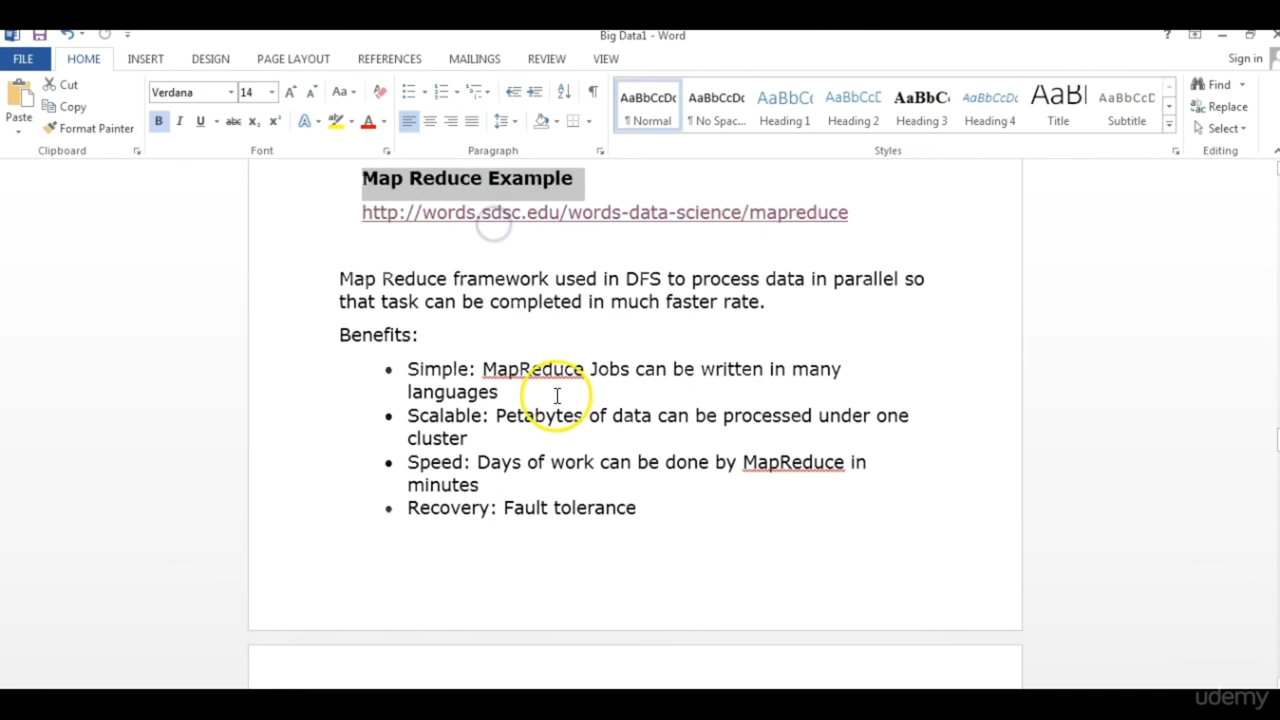 Big Data1 - Word
?
Sign in
FILE HOME INSERT DESIGN PAGE LAYOUT REFERENCES MAILINGS REVIEW VIEW
Paste
Cut
Copy
Format Painter
Clipboard
Verdana 14
Font
Paragraph
AaBbCcDc AaBbCcDc AaBbC AaBbCcC AaBbC AaBbCcDc AaB AaBbCcD
¶ Normal ¶ No Spac... Heading 1 Heading 2 Heading 3 Heading 4 Title Subtitle
Styles
Find
Replace
Select
Editing
Map Reduce Example
http://words.sdsc.edu/words-data-science/mapreduce
Map Reduce framework used in DFS to process data in parallel so
that task can be completed in much faster rate.
Benefits:
• Simple: MapReduce Jobs can be written in many
languages
• Scalable: Petabytes of data can be processed under one
cluster
• Speed: Days of work can be done by MapReduce in
minutes
• Recovery: Fault tolerance
udemy